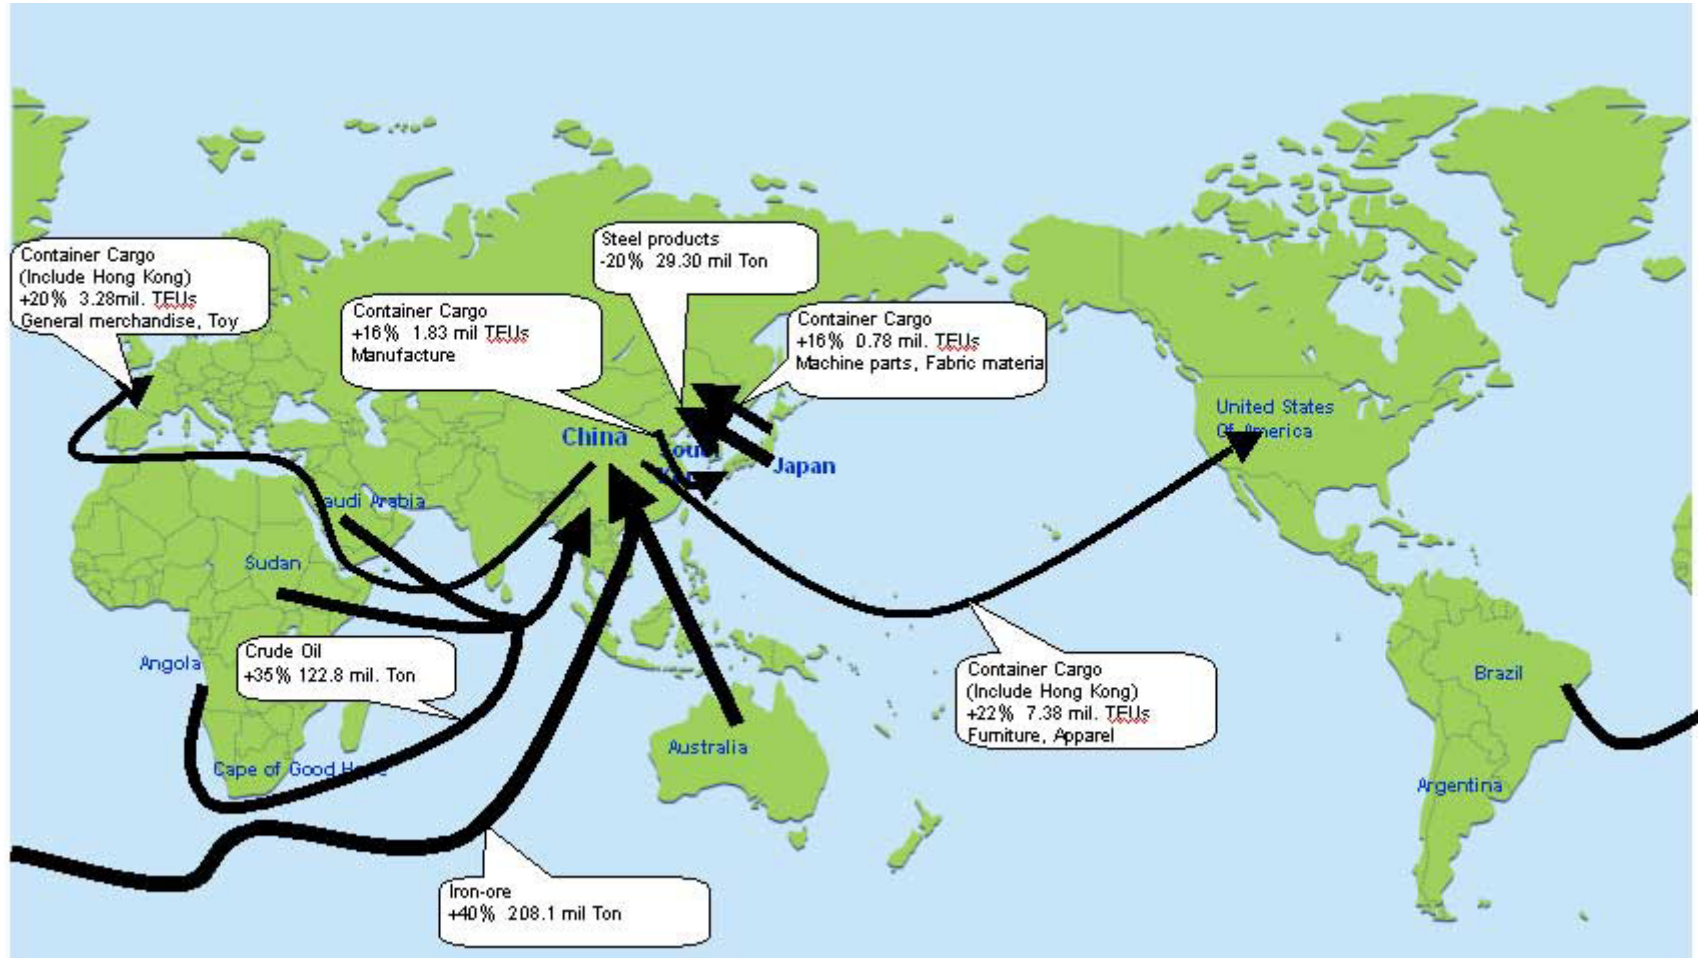 Container Cargo
(Include Hong Kong)
+20% 3.28mil. TEUs
General merchandise, Toy
Container Cargo
+16% 1.83 mil TEUs
Manufacture
Steel products
-20% 29.30 mil Ton
Container Cargo
+16% 0.78 mil. TEUs
Machine parts, Fabric materia
China
Japan
United States
Of America
audi Arabia
Sudan
Angola
Crude Oil
+35% 122.8 mil. Ton
Cape of Good Hope
Australia
Container Cargo
(Include Hong Kong)
+22% 7.38 mil. TEUs
Furniture, Apparel
Brazil
Argentina
Iron-ore
+40% 208.1 mil Ton